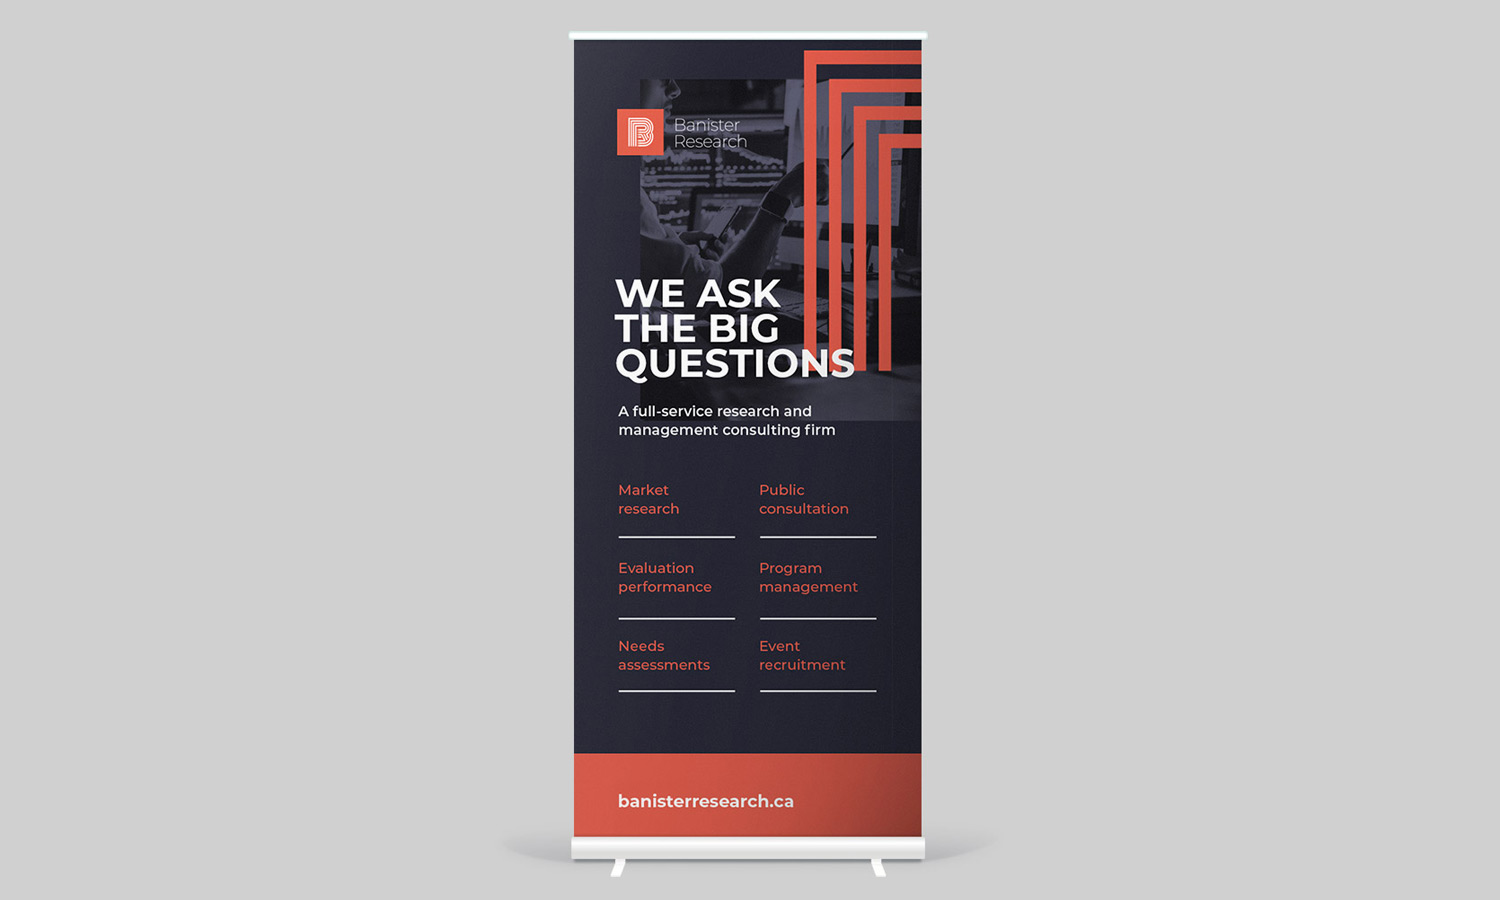 Banister
Research
WE ASK
THE BIG
QUESTIONS
A full-service research and
management consulting firm
Market
research
Public
consultation
Evaluation
performance
Program
management
Needs
assessments
Event
recruitment
banisterresearch.ca